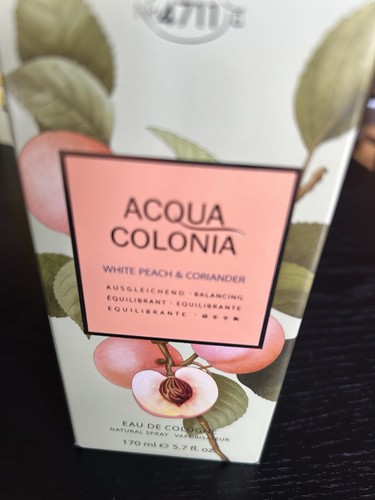 4711
ACQUA
COLONIA
WHITE PEACH & CORIANDER
AUSGLEICHEND · BALANCING
ÉQUILIBRANT · EQUILIBRANTE
EQUILIBRANTE ·
EAU DE COLOGNE
NATURAL SPRAY · VAPORISATEUR
170 ml ℮ 5.7 fl. oz.